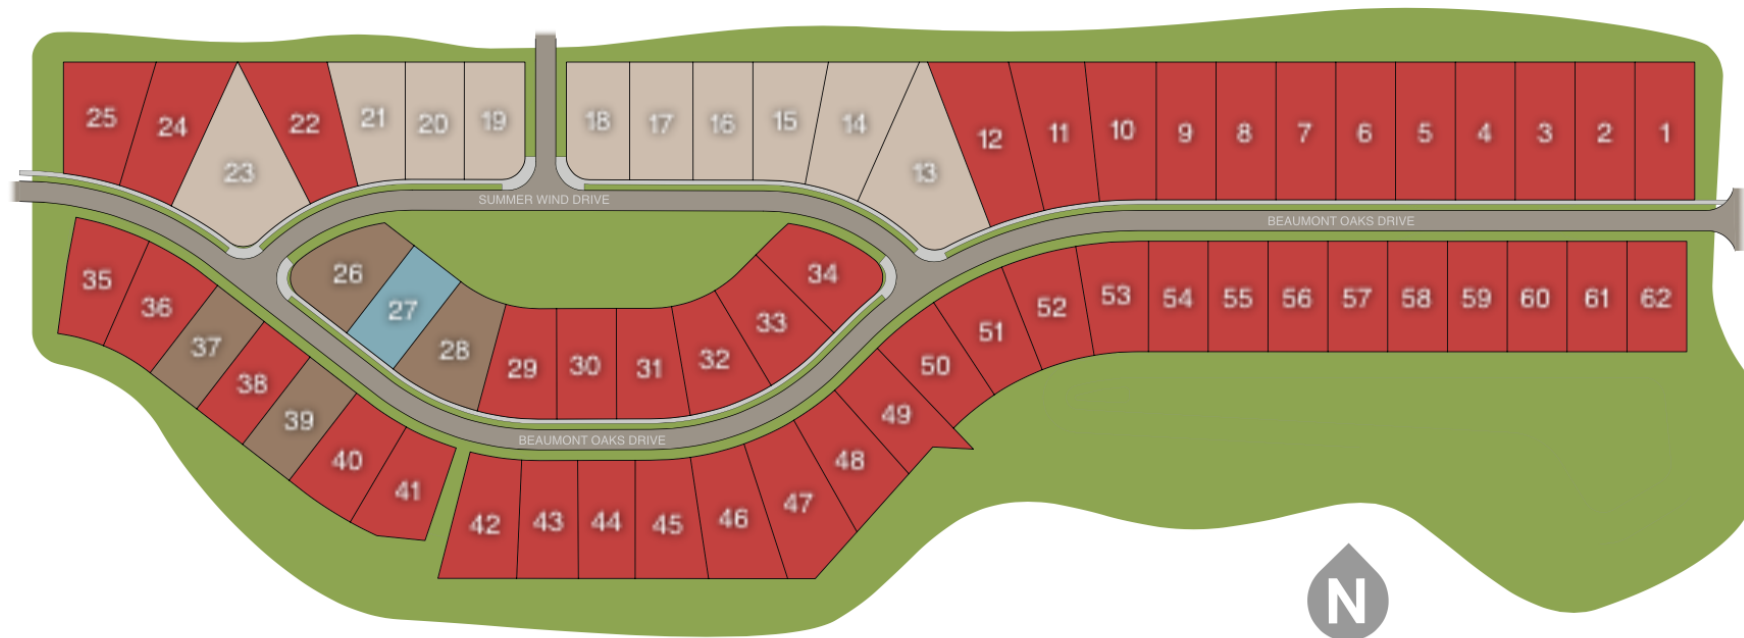 25 24 23 22 21 20 19 18 17 16 15 14 13 12 11 10 9 8 7 6 5 4 3 2 1
SUMMER WIND DRIVE
BEAUMONT OAKS DRIVE
35 36 37 38 39 40 41
26 27 28 29 30 31 32 33 34
BEAUMONT OAKS DRIVE
42 43 44 45 46 47 48 49 50 51 52 53 54 55 56 57 58 59 60 61 62
N